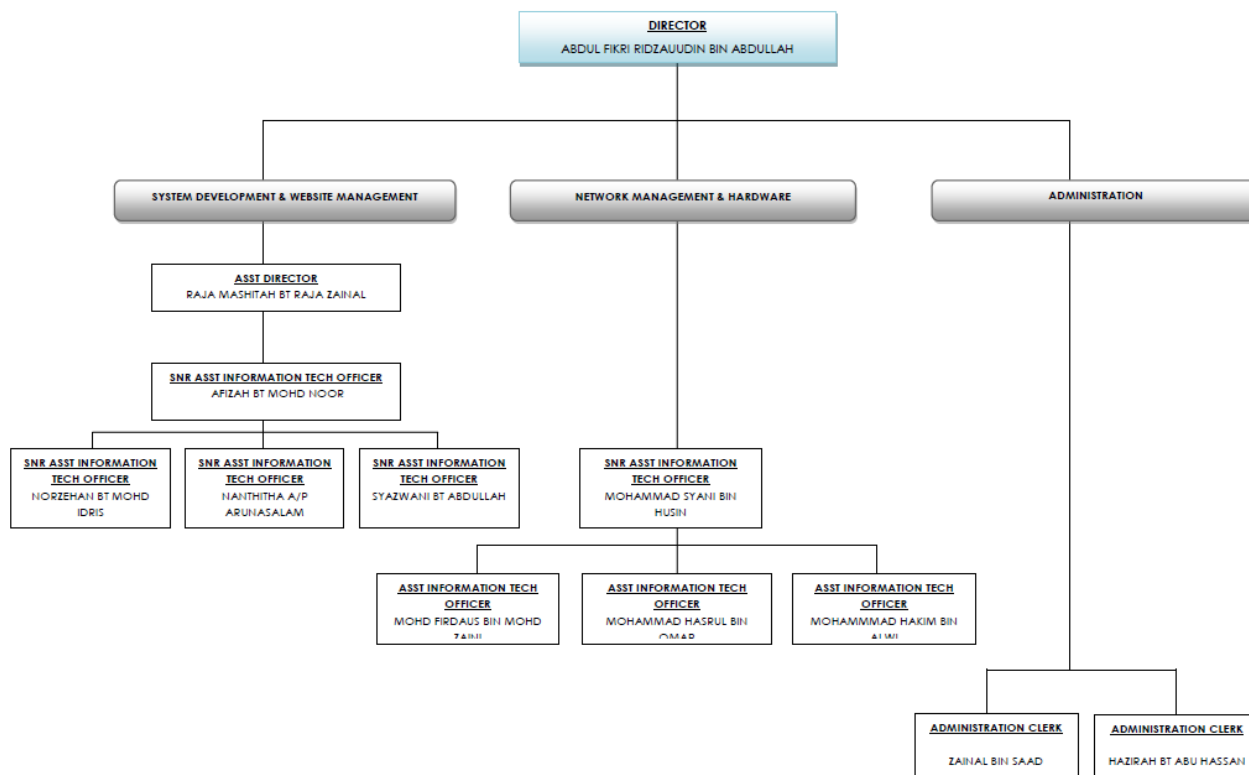 DIRECTOR
ABDUL FIKRI RIDZAUUDIN BIN ABDULLAH
SYSTEM DEVELOPMENT & WEBSITE MANAGEMENT
NETWORK MANAGEMENT & HARDWARE
ADMINISTRATION
ASST DIRECTOR
RAJA MASHITAH BT RAJA ZAINAL
SNR ASST INFORMATION TECH OFFICER
AFIZAH BT MOHD NOOR
SNR ASST INFORMATION
TECH OFFICER
NORZEHAN BT MOHD
IDRIS
SNR ASST INFORMATION
TECH OFFICER
NANTHITHA A/P
ARUNASALAM
SNR ASST INFORMATION
TECH OFFICER
SYAZWANI BT ABDULLAH
SNR ASST INFORMATION
TECH OFFICER
MOHAMMAD SYANI BIN
HUSIN
ASST INFORMATION TECH
OFFICER
MOHD FIRDAUS BIN MOHD
ZAINI
ASST INFORMATION TECH
OFFICER
MOHAMMAD HASRUL BIN
OMAR
ASST INFORMATION TECH
OFFICER
MOHAMMMAD HAKIM BIN
ALWI
ADMINISTRATION CLERK
ZAINAL BIN SAAD
ADMINISTRATION CLERK
HAZIRAH BT ABU HASSAN